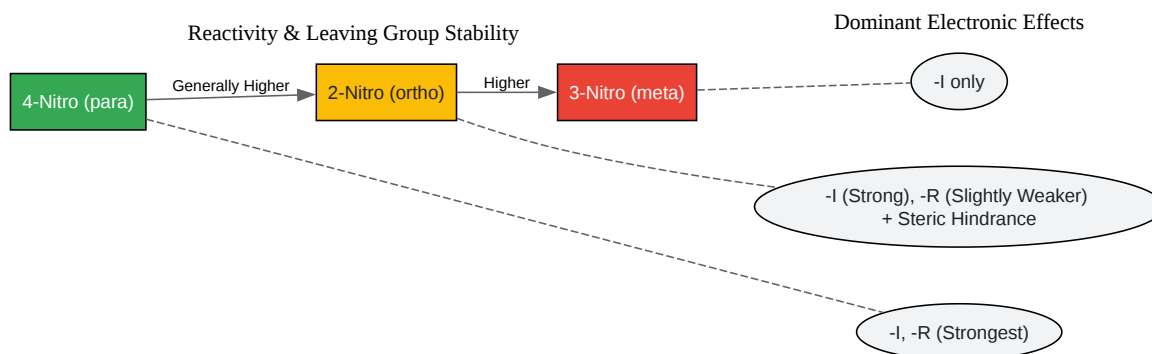 Reactivity & Leaving Group Stability
Dominant Electronic Effects
4-Nitro (para)
Generally Higher
2-Nitro (ortho)
Higher
3-Nitro (meta)
-I only
-I (Strong), -R (Slightly Weaker)
+ Steric Hindrance
-I, -R (Strongest)